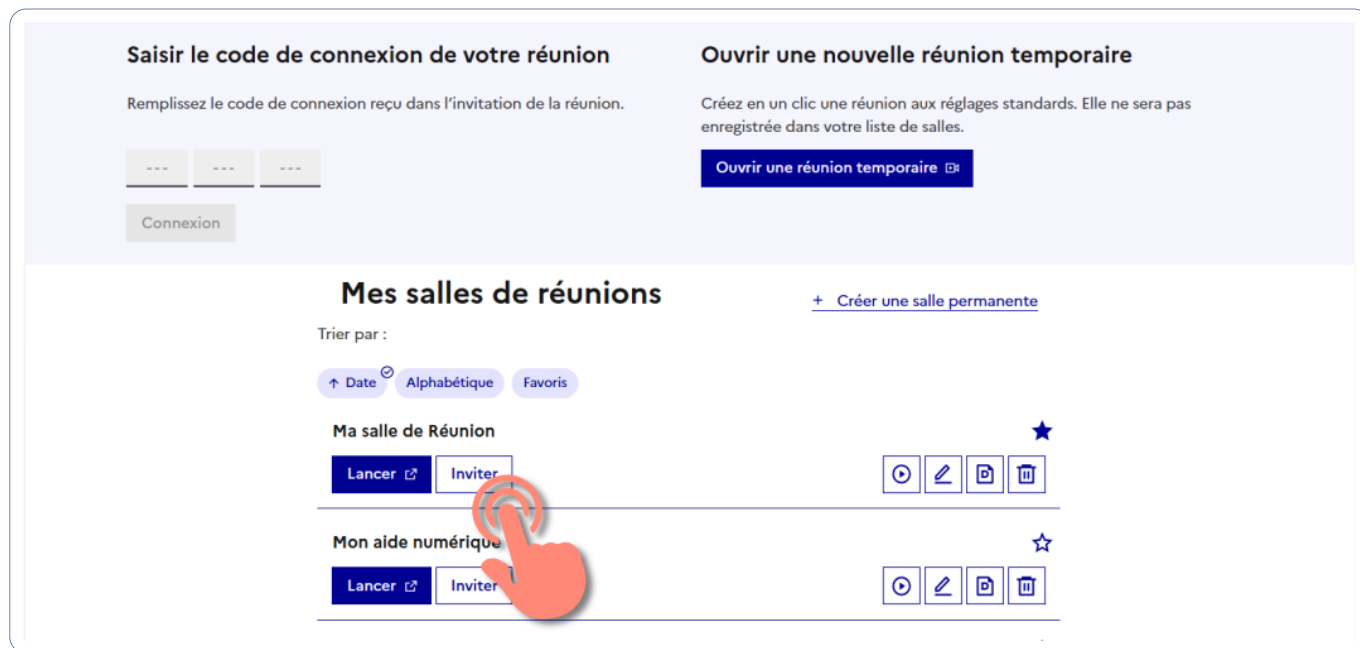 Saisir le code de connexion de votre réunion
Remplissez le code de connexion reçu dans l'invitation de la réunion.
--- --- ---
Connexion
Ouvrir une nouvelle réunion temporaire
Créez en un clic une réunion aux réglages standards. Elle ne sera pas
enregistrée dans votre liste de salles.
Ouvrir une réunion temporaire
Mes salles de réunions
+ Créer une salle permanente
Trier par :
↑ Date Alphabétique Favoris
Ma salle de Réunion
Lancer Inviter
Mon aide numérique
Lancer Inviter